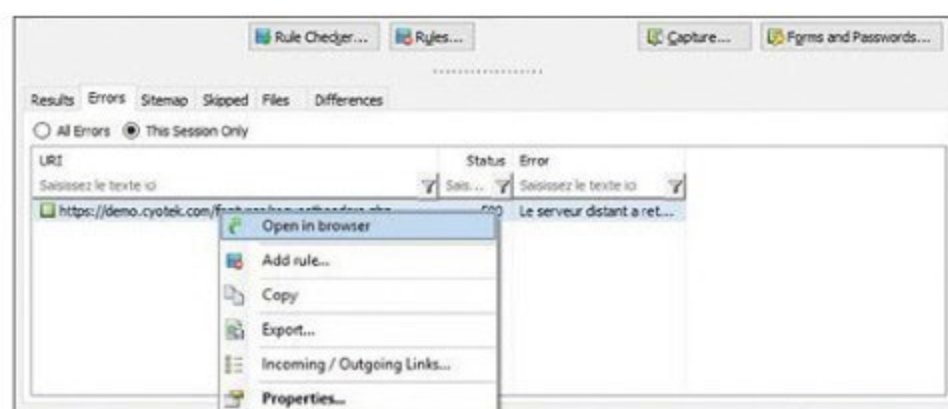 Rule Checker... Rules... Capture... Forms and Passwords...
Results Errors Sitemap Skipped Files Differences
All Errors This Session Only
URI Status Error
Saisissez le texte ici Sais... Saisissez le texte ici
https://demo.cyotek.com/ 500 Le serveur distant a ret...
Open in browser
Add rule...
Copy
Export...
Incoming / Outgoing Links...
Properties...